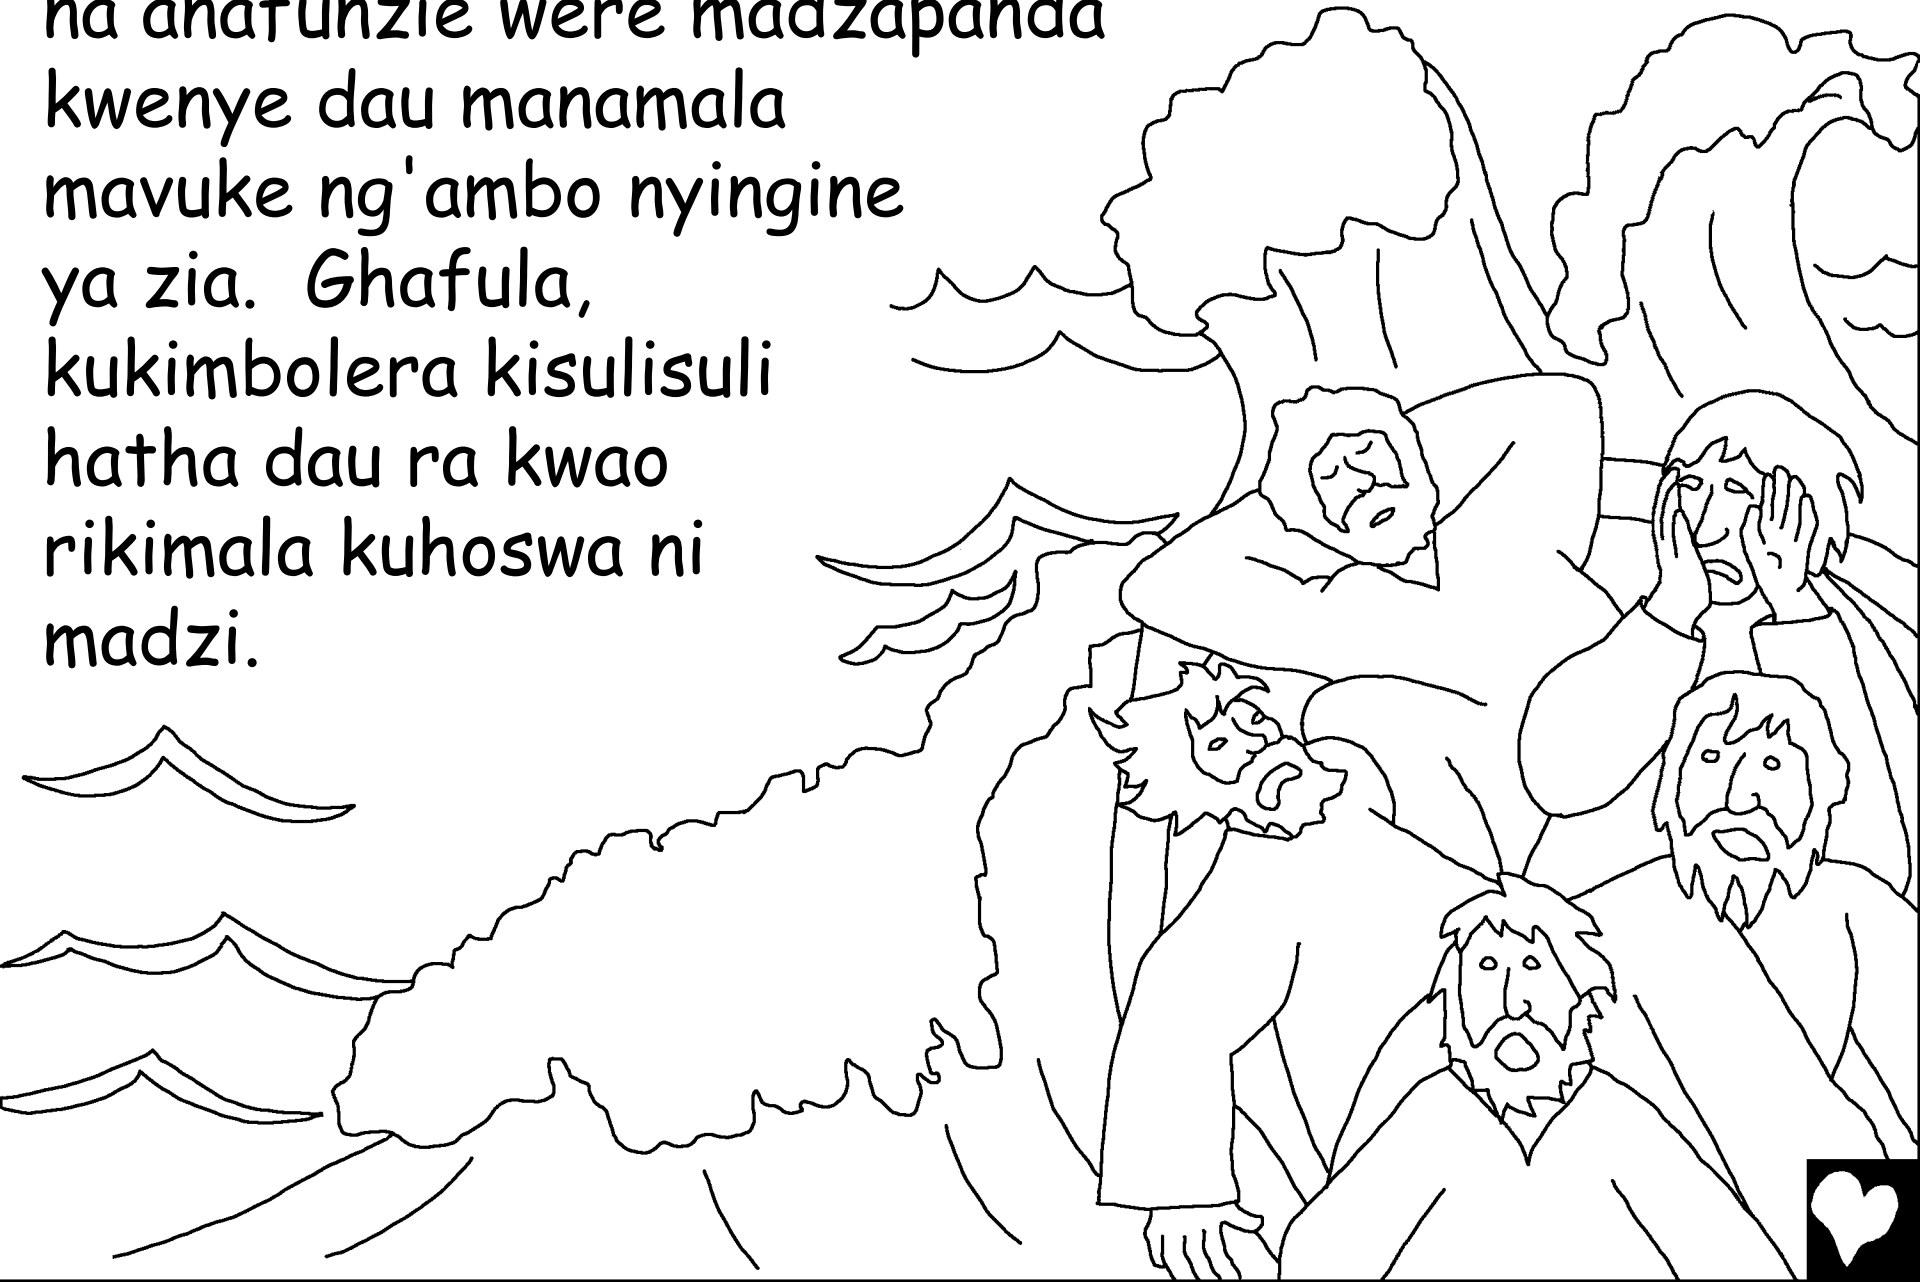 na anafunzie were madzapanda
kwenye dau manamala
mavuke ng'ambo nyingine
ya zia. Ghafula,
kukimbolera kisulisuli
hatha dau ra kwao
rikimala kuhoswa ni
madzi.